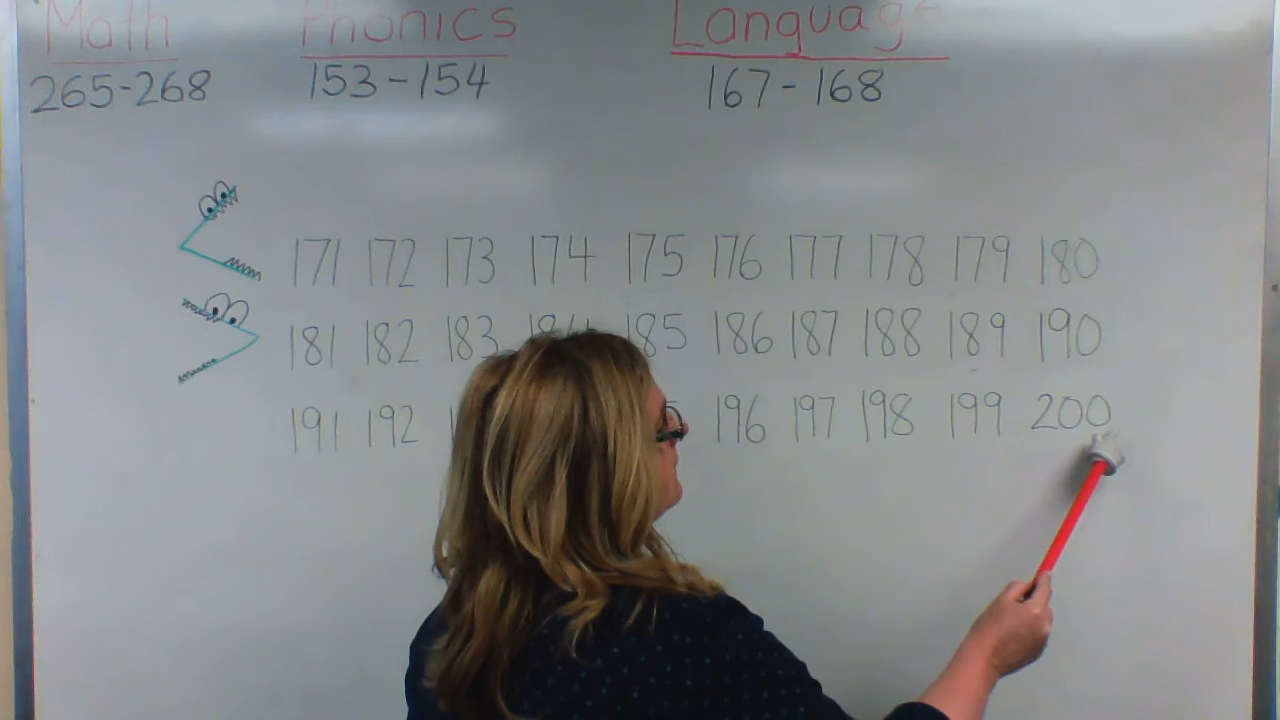 Math Phonics Language
265-268 153-154 167-168
171 172 173 174 175 176 177 178 179 180
181 182 183 184 185 186 187 188 189 190
191 192 196 197 198 199 200